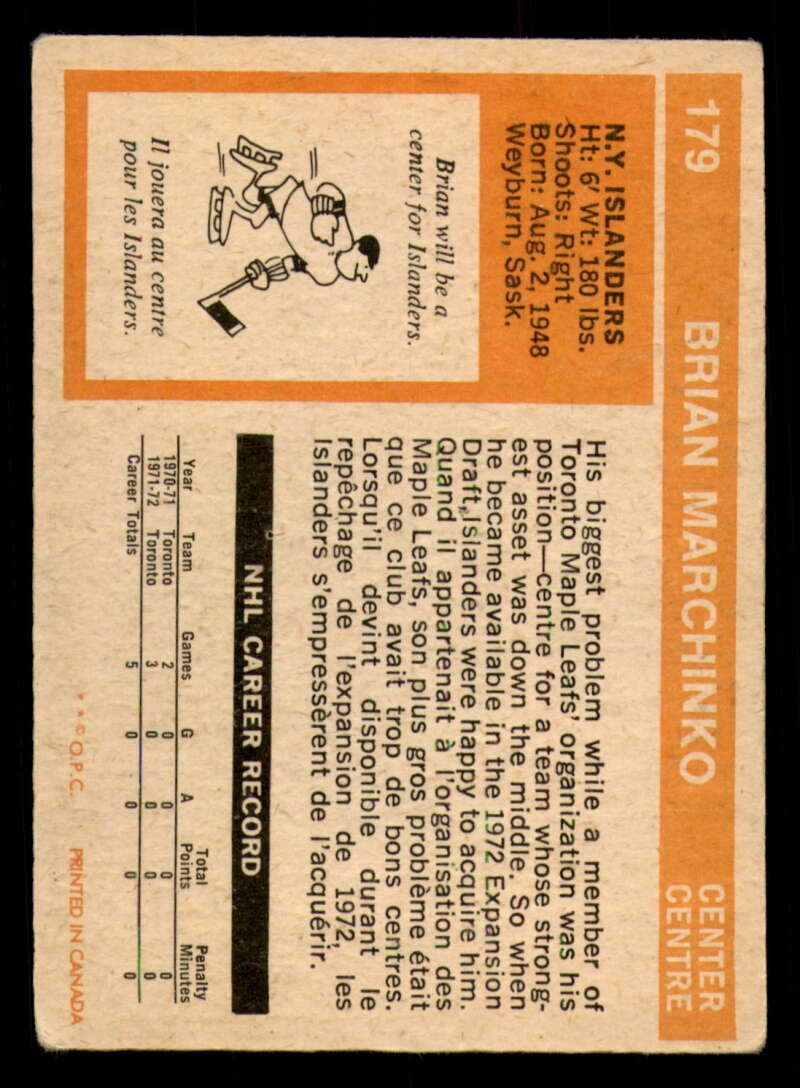 179 BRIAN MARCHINKO CENTER
CENTRE
N.Y. ISLANDERS
Ht: 6' Wt: 180 lbs.
Shoots: Right
Born: Aug. 2, 1948
Weyburn, Sask.
Brian will be a
center for Islanders.
Il jouera au centre
pour les Islanders.
His biggest problem while a member of
Toronto Maple Leafs' organization was his
position—centre for a team whose strong-
est asset was down the middle. So when
he became available in the 1972 Expansion
Draft, Islanders were happy to acquire him.
Quand il appartenait à l'organisation des
Maple Leafs, son plus gros problème était
que ce club avait trop de bons centres.
Lorsqu'il devint disponible durant le
repêchage de l'expansion de 1972, les
Islanders s'empressèrent de l'acquérir.
NHL CAREER RECORD
Year Team Games G A Total Points Penalty Minutes
1970-71 Toronto 2 0 0 0 0
1971-72 Toronto 3 0 0 0 0
Career Totals 5 0 0 0 0
* * © O.P.C. PRINTED IN CANADA